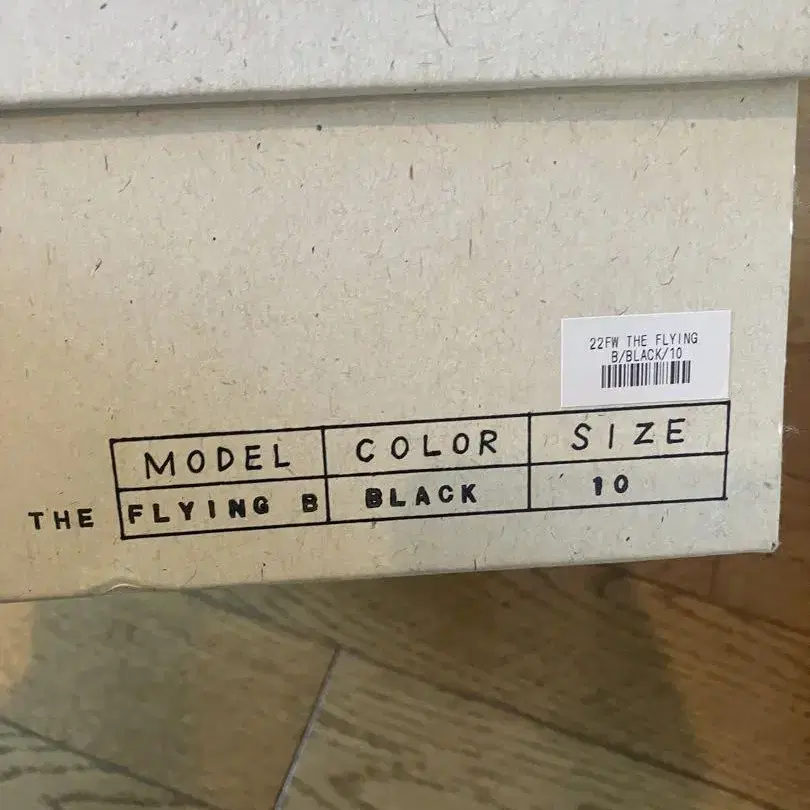 22FW THE FLYING
B/BLACK/10
MODEL COLOR SIZE
THE FLYING B BLACK 10